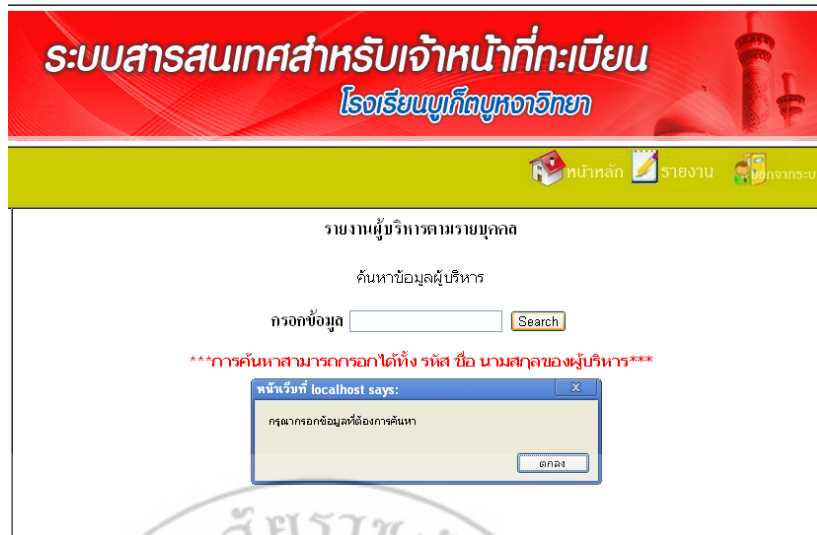 ระบบสารสนเทศสำหรับเจ้าหน้าที่ทะเบียน
โรงเรียนบูเก็ตบูหงาวิทยา
หน้าหลัก รายงาน ออกจากระบ
รายงานผู้บริหารตามรายบุคคล
ค้นหาข้อมูลผู้บริหาร
กรอกข้อมูล Search
***การค้นหาสามารถกรอกได้ทั้ง รหัส ชื่อ นามสกุลของผู้บริหาร***
หน้าเว็บที่ localhost says: X
กรุณากรอกข้อมูลที่ต้องการค้นหา
ตกลง